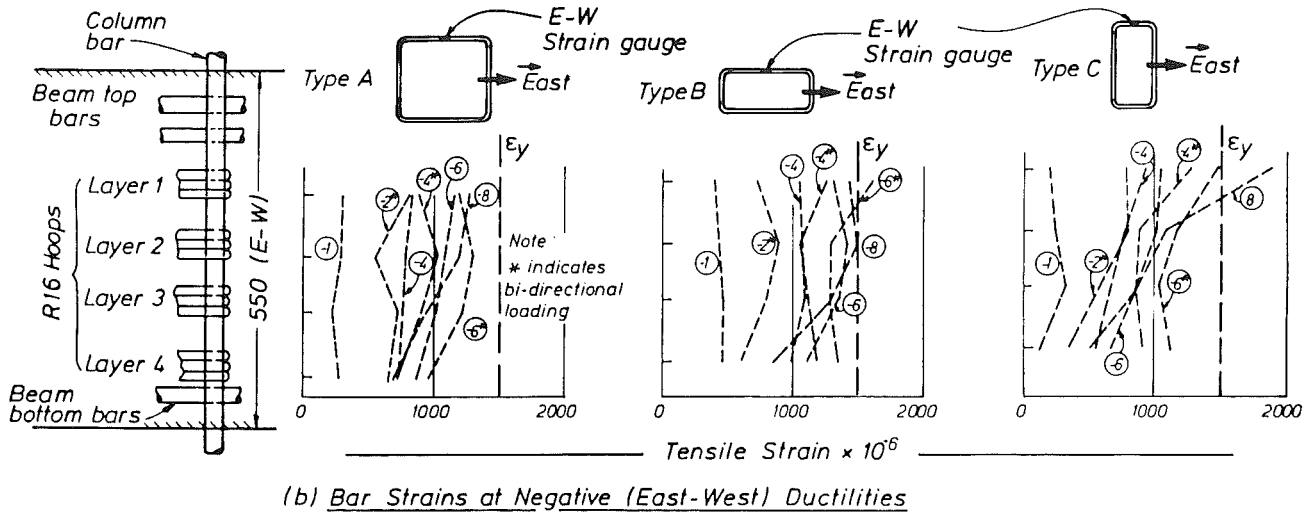 Column
bar
Beam top
bars
Layer 1
Layer 2
Layer 3
Layer 4
R16 Hoops
Beam
bottom bars
550 (E-W)
Type A
E-W
Strain gauge
East
Type B
East
E-W
Strain gauge
Type C
East
εy
-1
-2*
-4*
-6
-8
-4
-6*
Note
* indicates
bi-directional
loading
0
1000
2000
εy
-1
-2*
-4
-4*
-6*
-8
-6
1000
2000
εy
-1
-2*
-4
-4*
8
-6*
-6
0
1000
2000
Tensile Strain × 10⁻⁶
(b) Bar Strains at Negative (East-West) Ductilities